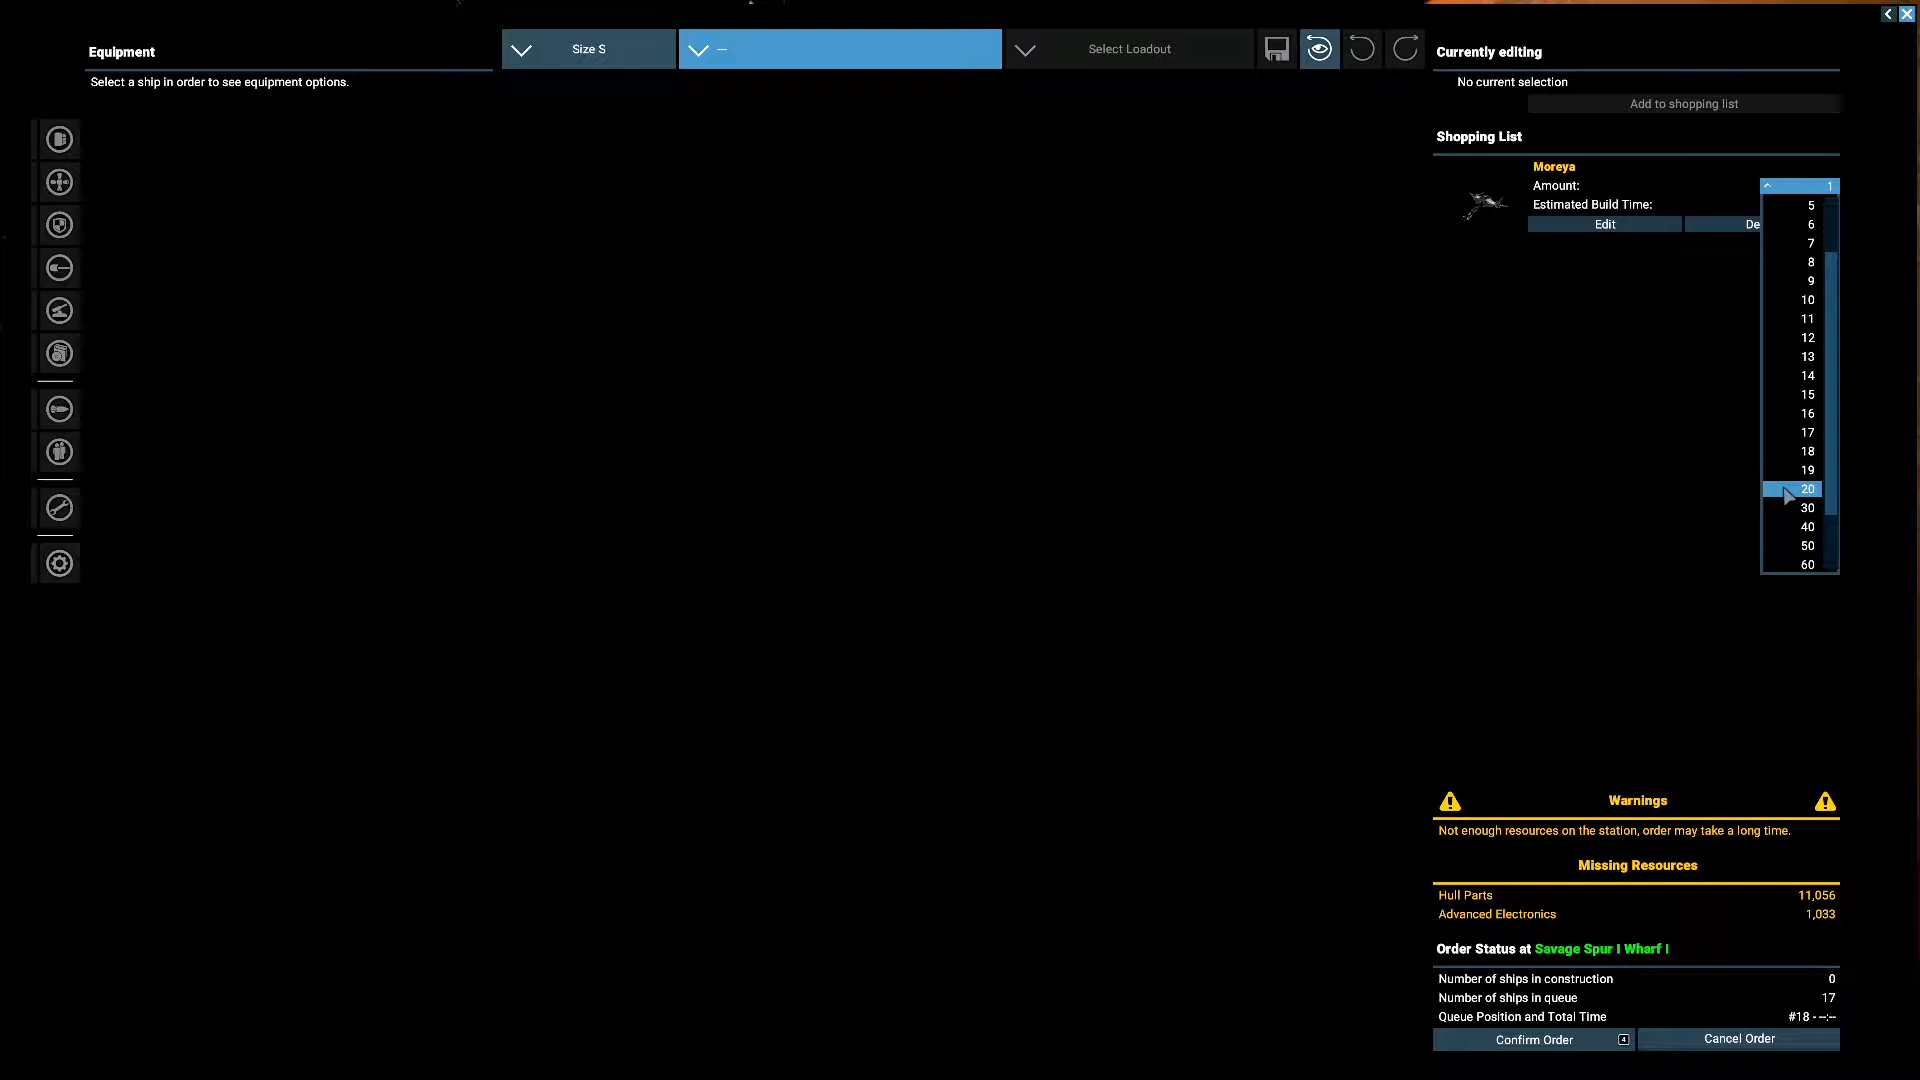 Equipment
Select a ship in order to see equipment options.
Size S
—
Select Loadout
Currently editing
No current selection
Add to shopping list
Shopping List
Moreya
Amount: 1
Estimated Build Time:
Edit
De
5
6
7
8
9
10
11
12
13
14
15
16
17
18
19
20
30
40
50
60
Warnings
Not enough resources on the station, order may take a long time.
Missing Resources
Hull Parts 11,056
Advanced Electronics 1,033
Order Status at Savage Spur I Wharf I
Number of ships in construction 0
Number of ships in queue 17
Queue Position and Total Time #18 - --:--
Confirm Order 4
Cancel Order